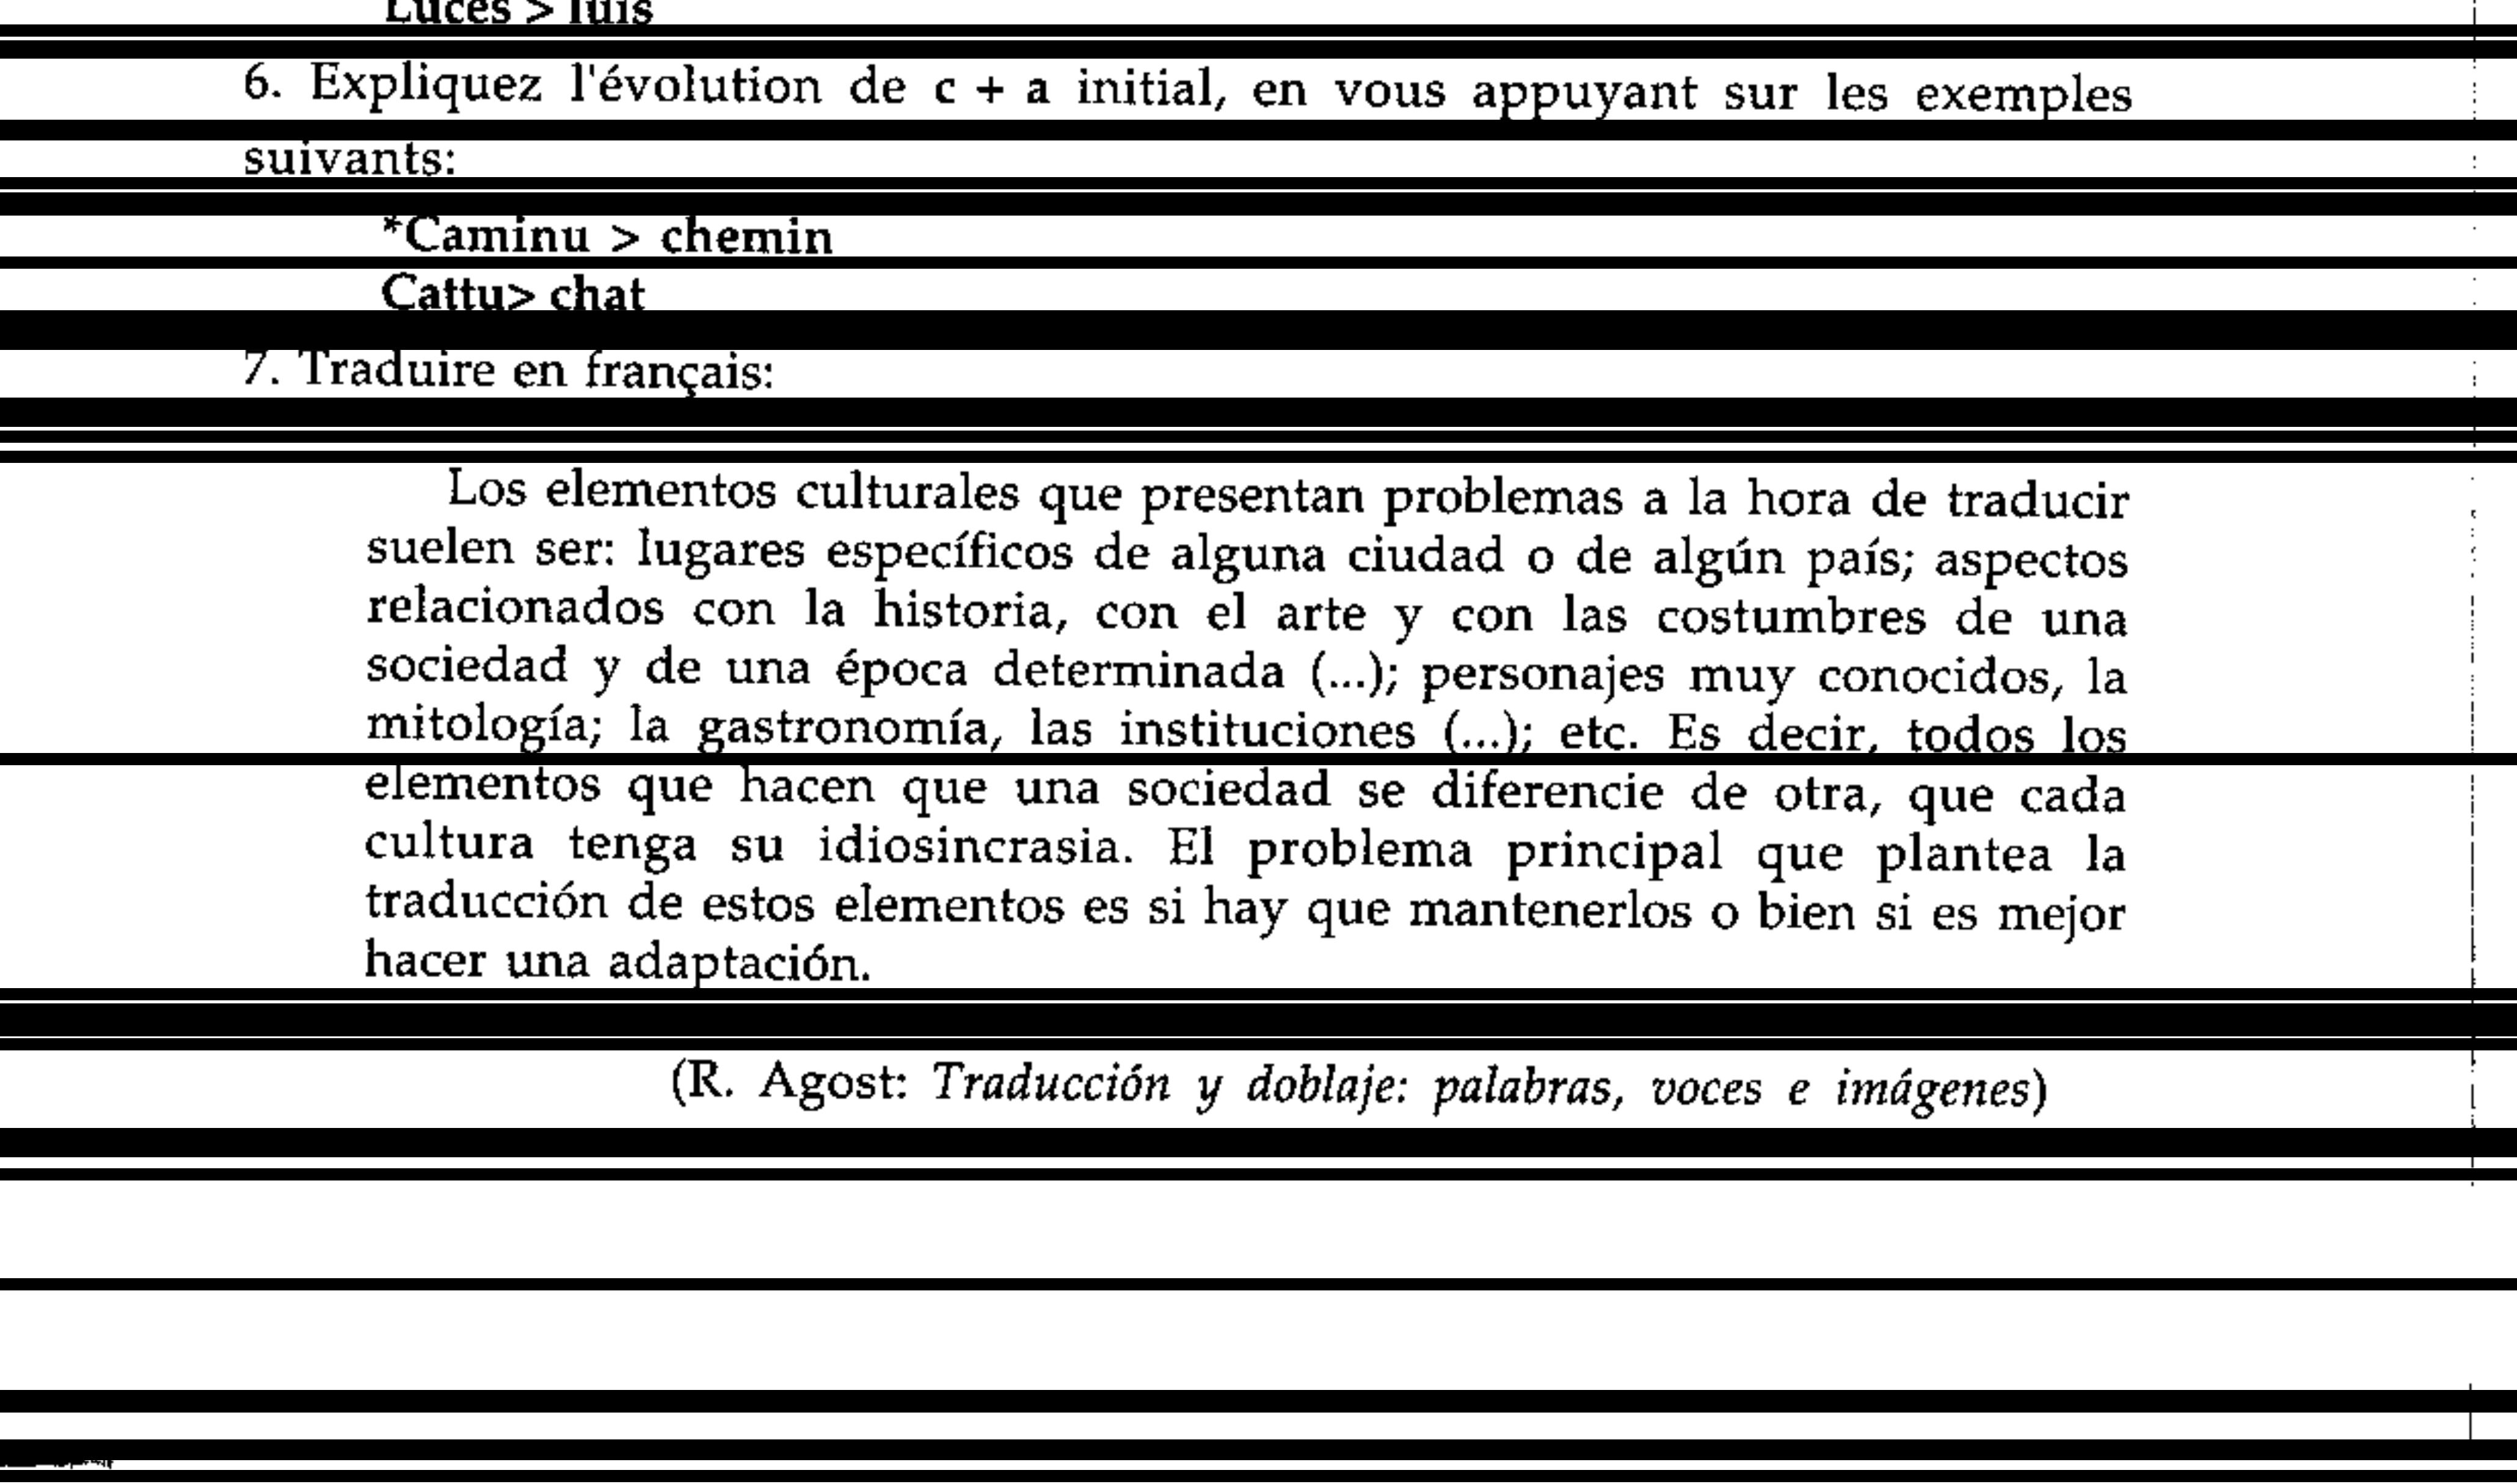 Luces > luis
6. Expliquez l'évolution de c + a initial, en vous appuyant sur les exemples
suivants:
*Caminu > chemin
Cattu> chat
7. Traduire en français:
Los elementos culturales que presentan problemas a la hora de traducir
suelen ser: lugares específicos de alguna ciudad o de algún país; aspectos
relacionados con la historia, con el arte y con las costumbres de una
sociedad y de una época determinada (...); personajes muy conocidos, la
mitología; la gastronomía, las instituciones (...); etc. Es decir, todos los
elementos que hacen que una sociedad se diferencie de otra, que cada
cultura tenga su idiosincrasia. El problema principal que plantea la
traducción de estos elementos es si hay que mantenerlos o bien si es mejor
hacer una adaptación.
(R. Agost: Traducción y doblaje: palabras, voces e imágenes)